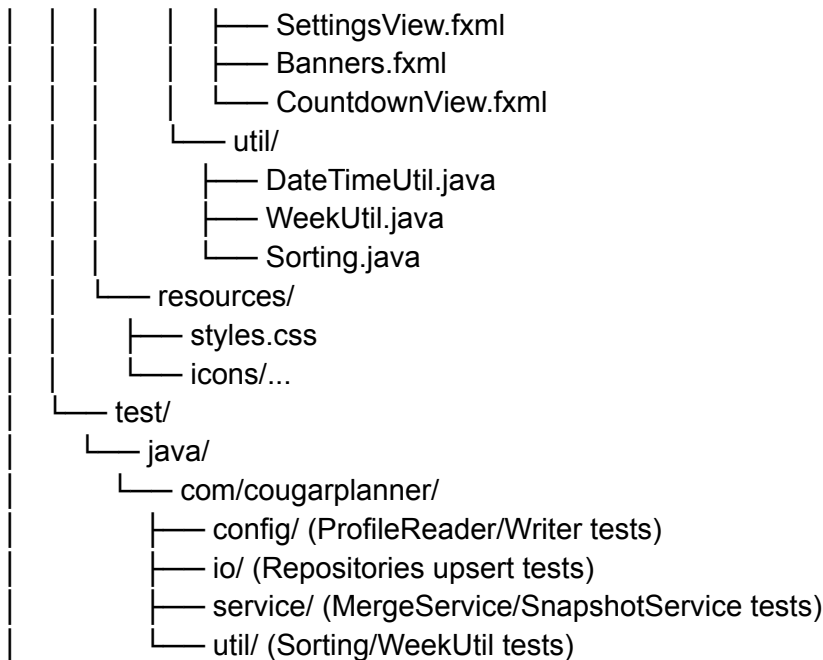 │ │ │ │ ├── SettingsView.fxml
│ │ │ │ ├── Banners.fxml
│ │ │ │ └── CountdownView.fxml
│ │ │ └── util/
│ │ │ ├── DateTimeUtil.java
│ │ │ ├── WeekUtil.java
│ │ │ └── Sorting.java
│ │ └── resources/
│ │ ├── styles.css
│ │ └── icons/...
│ └── test/
│ └── java/
│ └── com/cougarplanner/
│ ├── config/ (ProfileReader/Writer tests)
│ ├── io/ (Repositories upsert tests)
│ ├── service/ (MergeService/SnapshotService tests)
│ └── util/ (Sorting/WeekUtil tests)